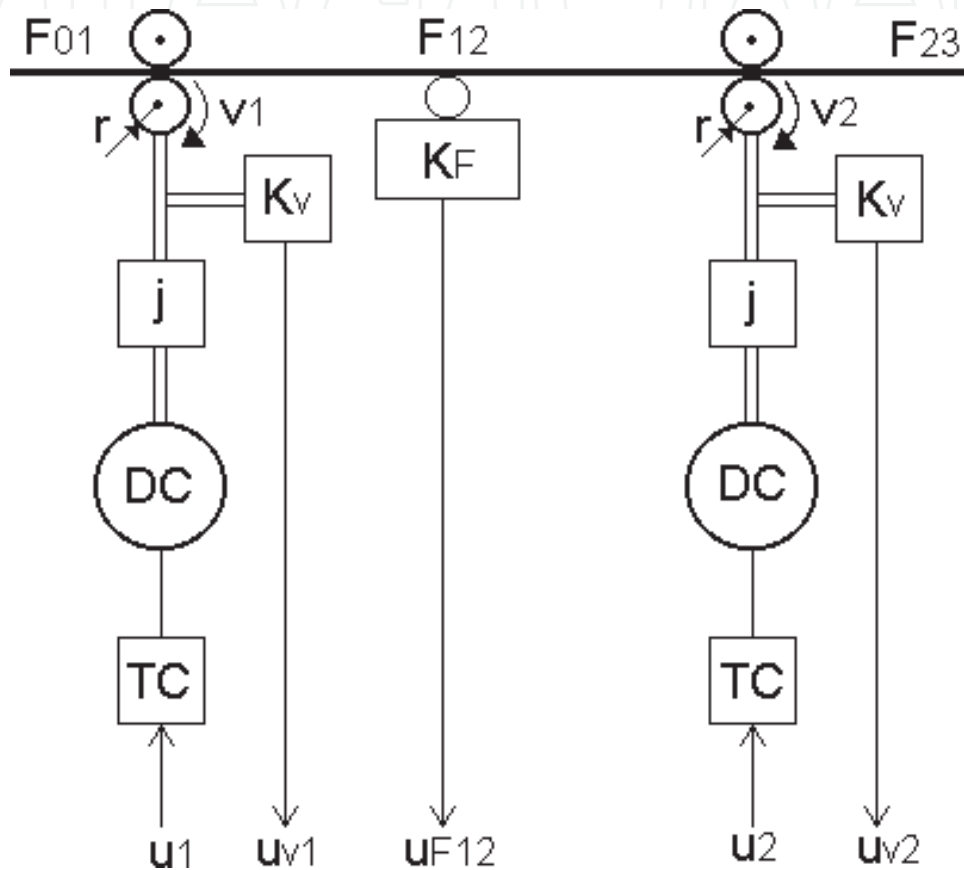 F01 F12 F23
r v1 r v2
KF
Kv Kv
j j
DC DC
TC TC
u1 uv1 uF12 u2 uv2